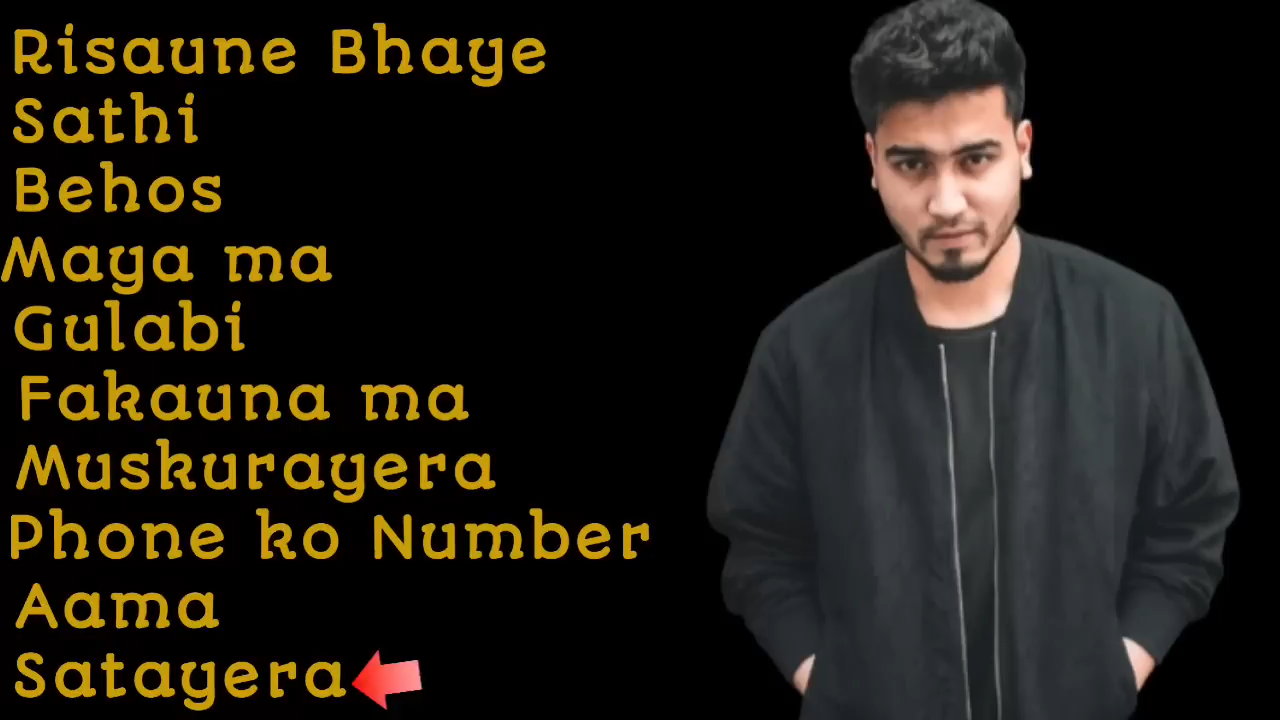 Risaune Bhaye
Sathi
Behos
Maya ma
Gulabi
Fakauna ma
Muskurayera
Phone ko Number
Aama
Satayera